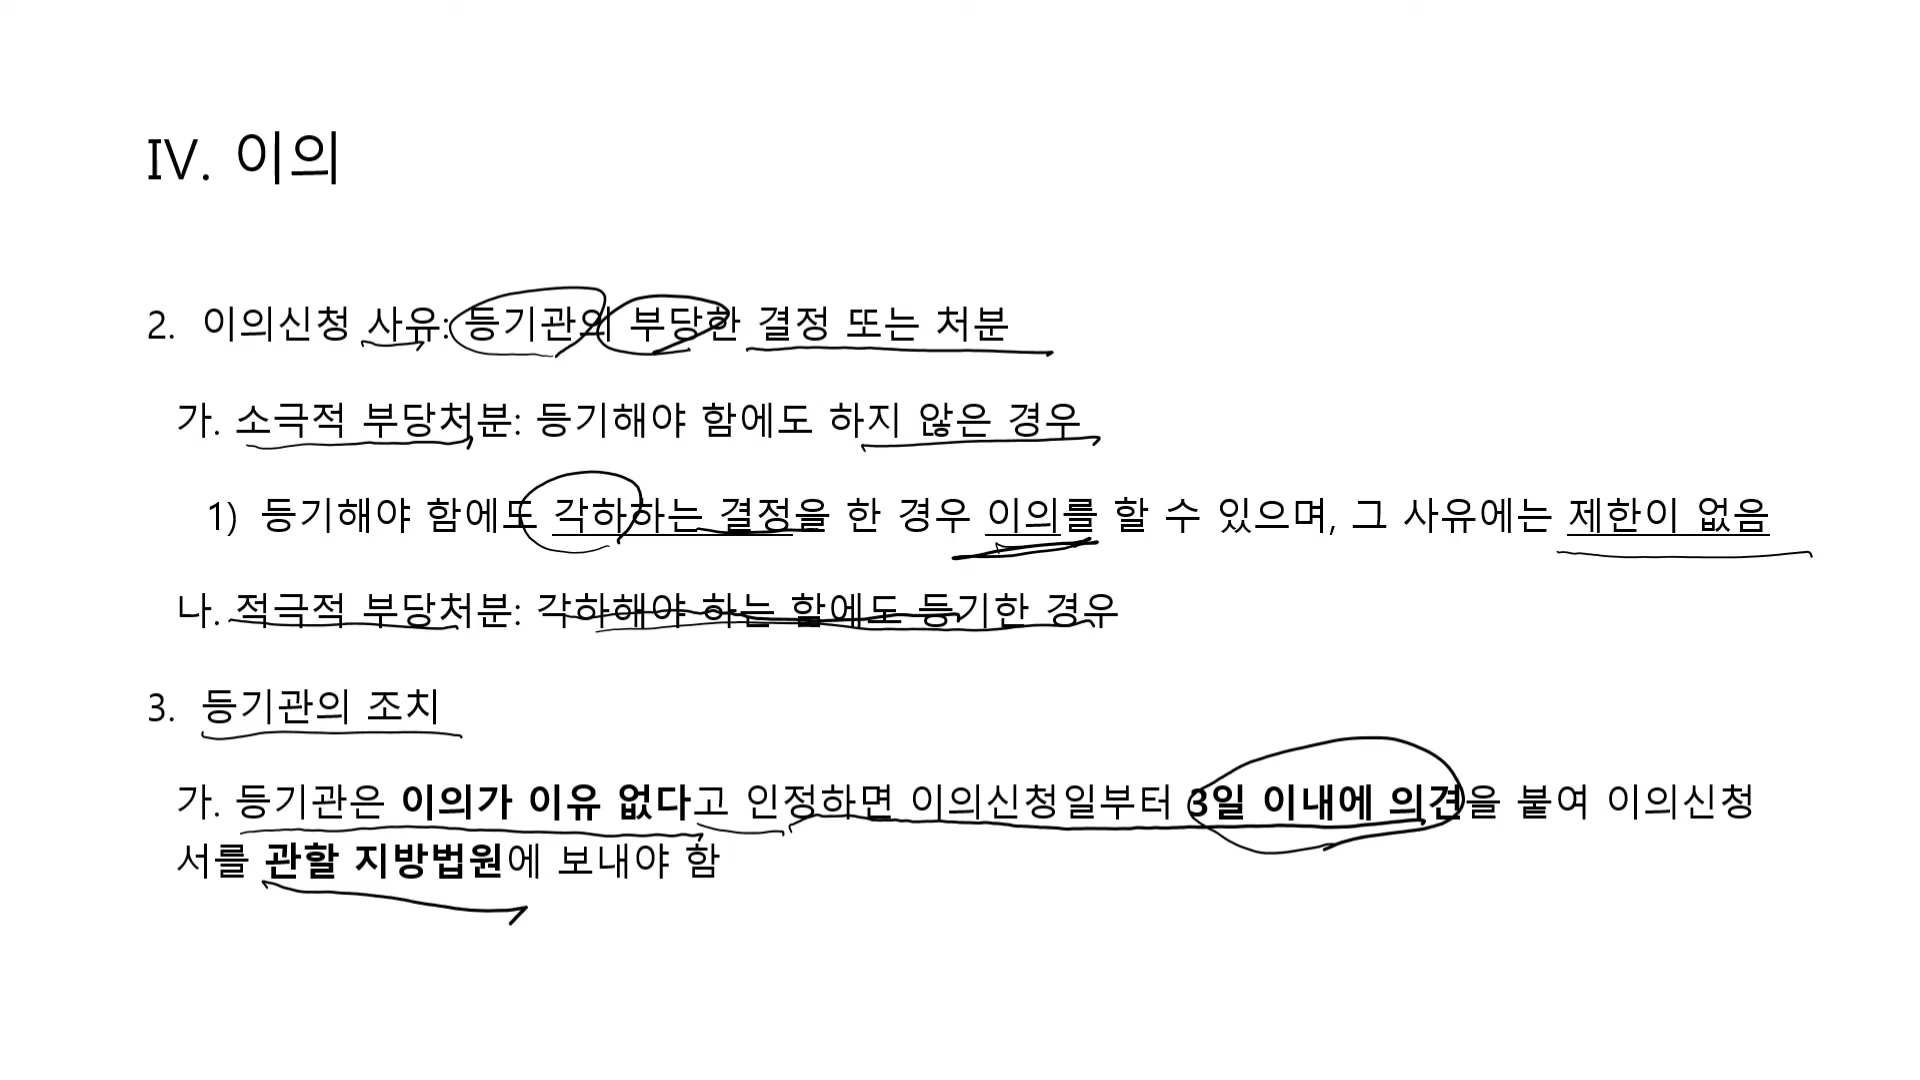 IV. 이의
2. 이의신청 사유: 등기관의 부당한 결정 또는 처분
가. 소극적 부당처분: 등기해야 함에도 하지 않은 경우
1) 등기해야 함에도 각하하는 결정을 한 경우 이의를 할 수 있으며, 그 사유에는 제한이 없음
나. 적극적 부당처분: 각하해야 하는 함에도 등기한 경우
3. 등기관의 조치
가. 등기관은 이의가 이유 없다고 인정하면 이의신청일부터 3일 이내에 의견을 붙여 이의신청
서를 관할 지방법원에 보내야 함